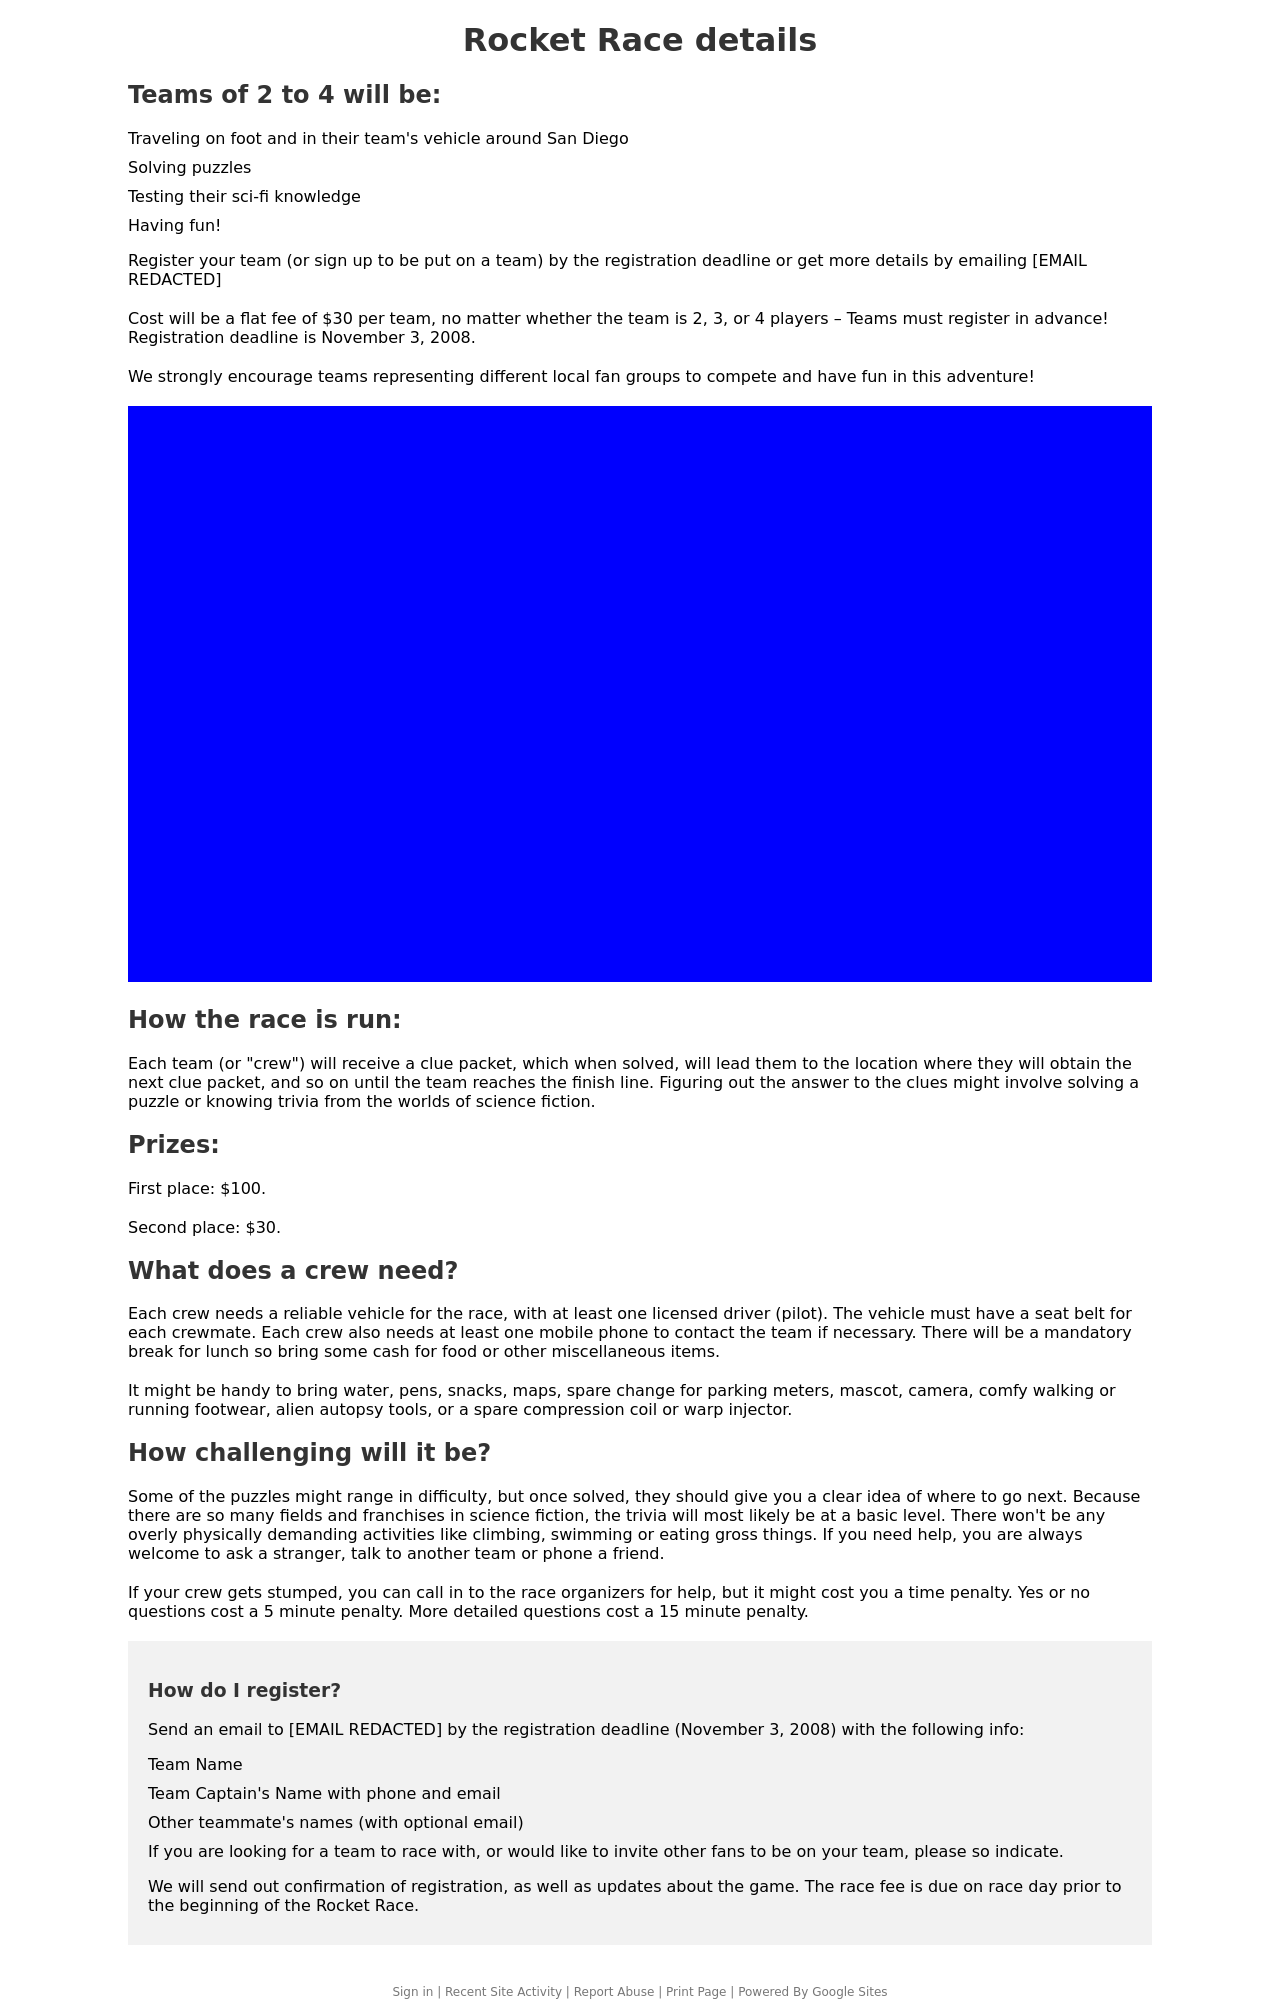 Rocket Race details
Teams of 2 to 4 will be:
Traveling on foot and in their team's vehicle around San Diego
Solving puzzles
Testing their sci-fi knowledge
Having fun!
Register your team (or sign up to be put on a team) by the registration deadline or get more details by emailing [EMAIL
REDACTED]
Cost will be a flat fee of $30 per team, no matter whether the team is 2, 3, or 4 players – Teams must register in advance!
Registration deadline is November 3, 2008.
We strongly encourage teams representing different local fan groups to compete and have fun in this adventure!
How the race is run:
Each team (or "crew") will receive a clue packet, which when solved, will lead them to the location where they will obtain the
next clue packet, and so on until the team reaches the finish line. Figuring out the answer to the clues might involve solving a
puzzle or knowing trivia from the worlds of science fiction.
Prizes:
First place: $100.
Second place: $30.
What does a crew need?
Each crew needs a reliable vehicle for the race, with at least one licensed driver (pilot). The vehicle must have a seat belt for
each crewmate. Each crew also needs at least one mobile phone to contact the team if necessary. There will be a mandatory
break for lunch so bring some cash for food or other miscellaneous items.
It might be handy to bring water, pens, snacks, maps, spare change for parking meters, mascot, camera, comfy walking or
running footwear, alien autopsy tools, or a spare compression coil or warp injector.
How challenging will it be?
Some of the puzzles might range in difficulty, but once solved, they should give you a clear idea of where to go next. Because
there are so many fields and franchises in science fiction, the trivia will most likely be at a basic level. There won't be any
overly physically demanding activities like climbing, swimming or eating gross things. If you need help, you are always
welcome to ask a stranger, talk to another team or phone a friend.
If your crew gets stumped, you can call in to the race organizers for help, but it might cost you a time penalty. Yes or no
questions cost a 5 minute penalty. More detailed questions cost a 15 minute penalty.
How do I register?
Send an email to [EMAIL REDACTED] by the registration deadline (November 3, 2008) with the following info:
Team Name
Team Captain's Name with phone and email
Other teammate's names (with optional email)
If you are looking for a team to race with, or would like to invite other fans to be on your team, please so indicate.
We will send out confirmation of registration, as well as updates about the game. The race fee is due on race day prior to
the beginning of the Rocket Race.
Sign in | Recent Site Activity | Report Abuse | Print Page | Powered By Google Sites